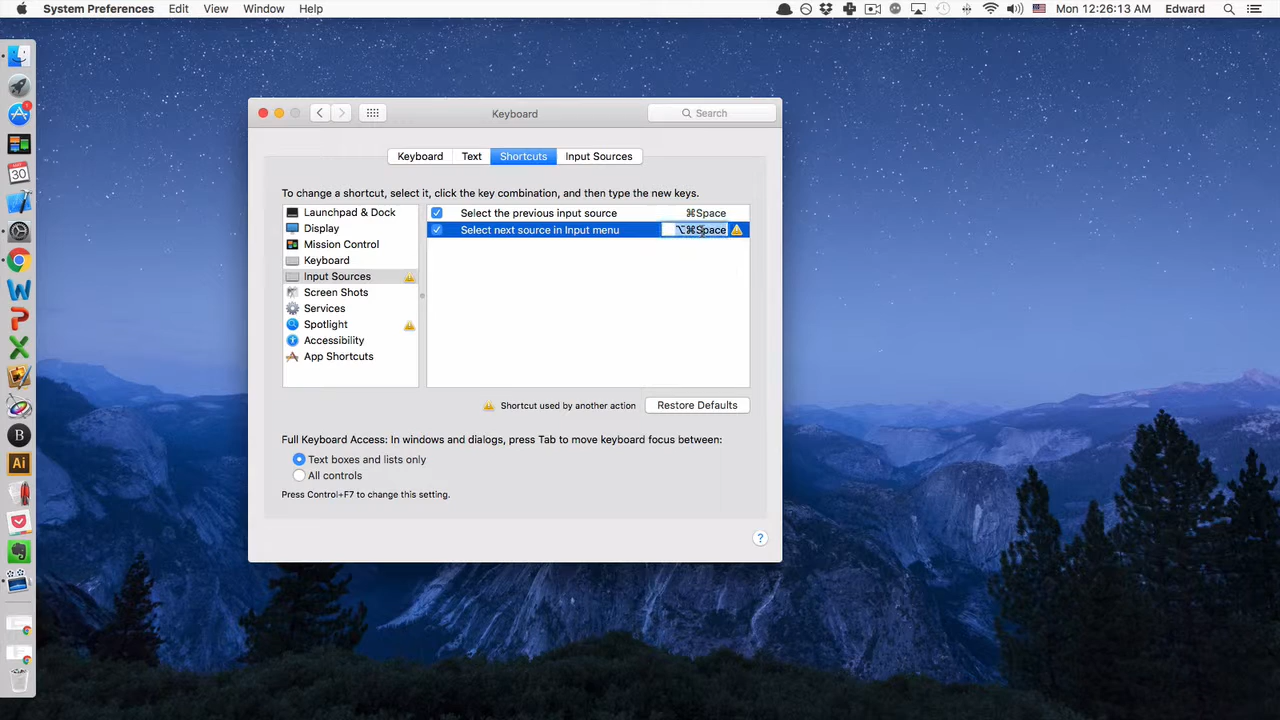 System Preferences Edit View Window Help Mon 12:26:13 AM Edward
30
Keyboard
Search
Keyboard Text Shortcuts Input Sources
To change a shortcut, select it, click the key combination, and then type the new keys.
Launchpad & Dock
Display
Mission Control
Keyboard
Input Sources
Screen Shots
Services
Spotlight
Accessibility
App Shortcuts
Select the previous input source ⌘Space
Select next source in Input menu ⌥⌘Space
Shortcut used by another action
Restore Defaults
Full Keyboard Access: In windows and dialogs, press Tab to move keyboard focus between:
Text boxes and lists only
All controls
Press Control+F7 to change this setting.
?
B
Ai